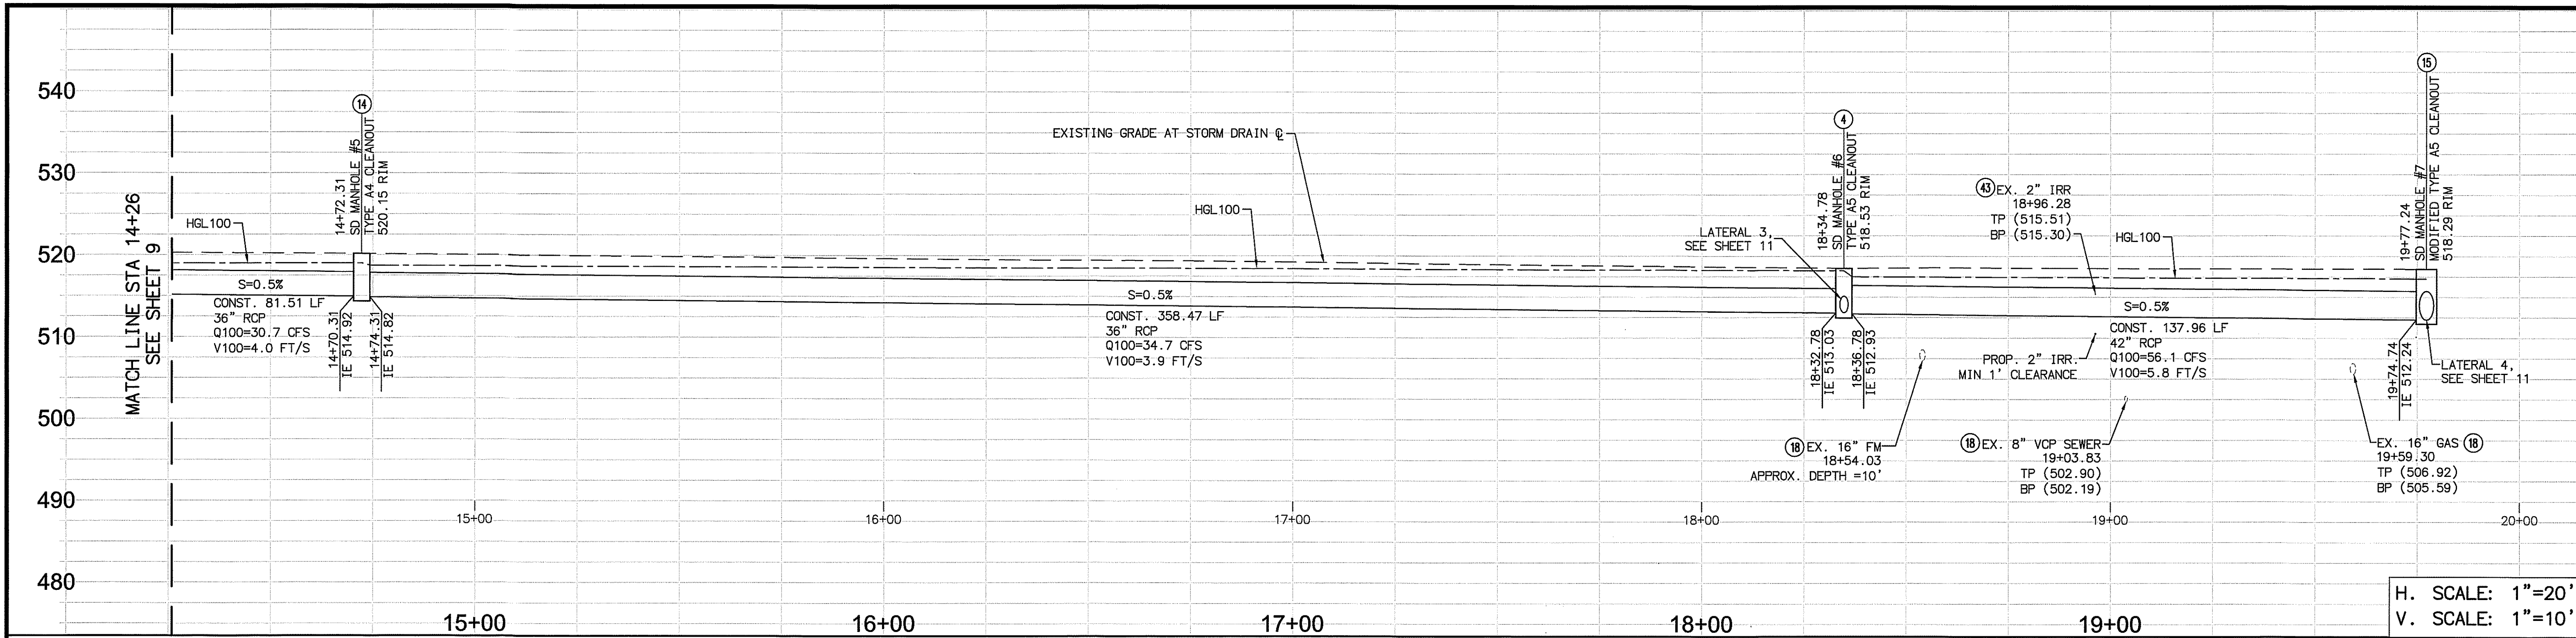 540
530
520
510
500
490
480
MATCH LINE STA 14+26
SEE SHEET 9
HGL100
S=0.5%
CONST. 81.51 LF
36" RCP
Q100=30.7 CFS
V100=4.0 FT/S
14
14+72.31
SD MANHOLE #5
TYPE A4 CLEANOUT
520.15 RIM
14+70.31
IE 514.92
14+74.31
IE 514.82
EXISTING GRADE AT STORM DRAIN ℄
HGL100
S=0.5%
CONST. 358.47 LF
36" RCP
Q100=34.7 CFS
V100=3.9 FT/S
LATERAL 3,
SEE SHEET 11
4
18+34.78
SD MANHOLE #6
TYPE A5 CLEANOUT
518.53 RIM
18+32.78
IE 513.03
18+36.78
IE 512.93
43 EX. 2" IRR
18+96.28
TP (515.51)
BP (515.30)
HGL100
S=0.5%
CONST. 137.96 LF
42" RCP
Q100=56.1 CFS
V100=5.8 FT/S
PROP. 2" IRR.
MIN 1' CLEARANCE
18 EX. 16" FM
18+54.03
APPROX. DEPTH =10'
18 EX. 8" VCP SEWER
19+03.83
TP (502.90)
BP (502.19)
15
19+77.24
SD MANHOLE #7
MODIFIED TYPE A5 CLEANOUT
518.29 RIM
19+74.74
IE 512.24
LATERAL 4,
SEE SHEET 11
EX. 16" GAS 18
19+59.30
TP (506.92)
BP (505.59)
15+00
16+00
17+00
18+00
19+00
20+00
15+00
16+00
17+00
18+00
19+00
H. SCALE: 1"=20'
V. SCALE: 1"=10'